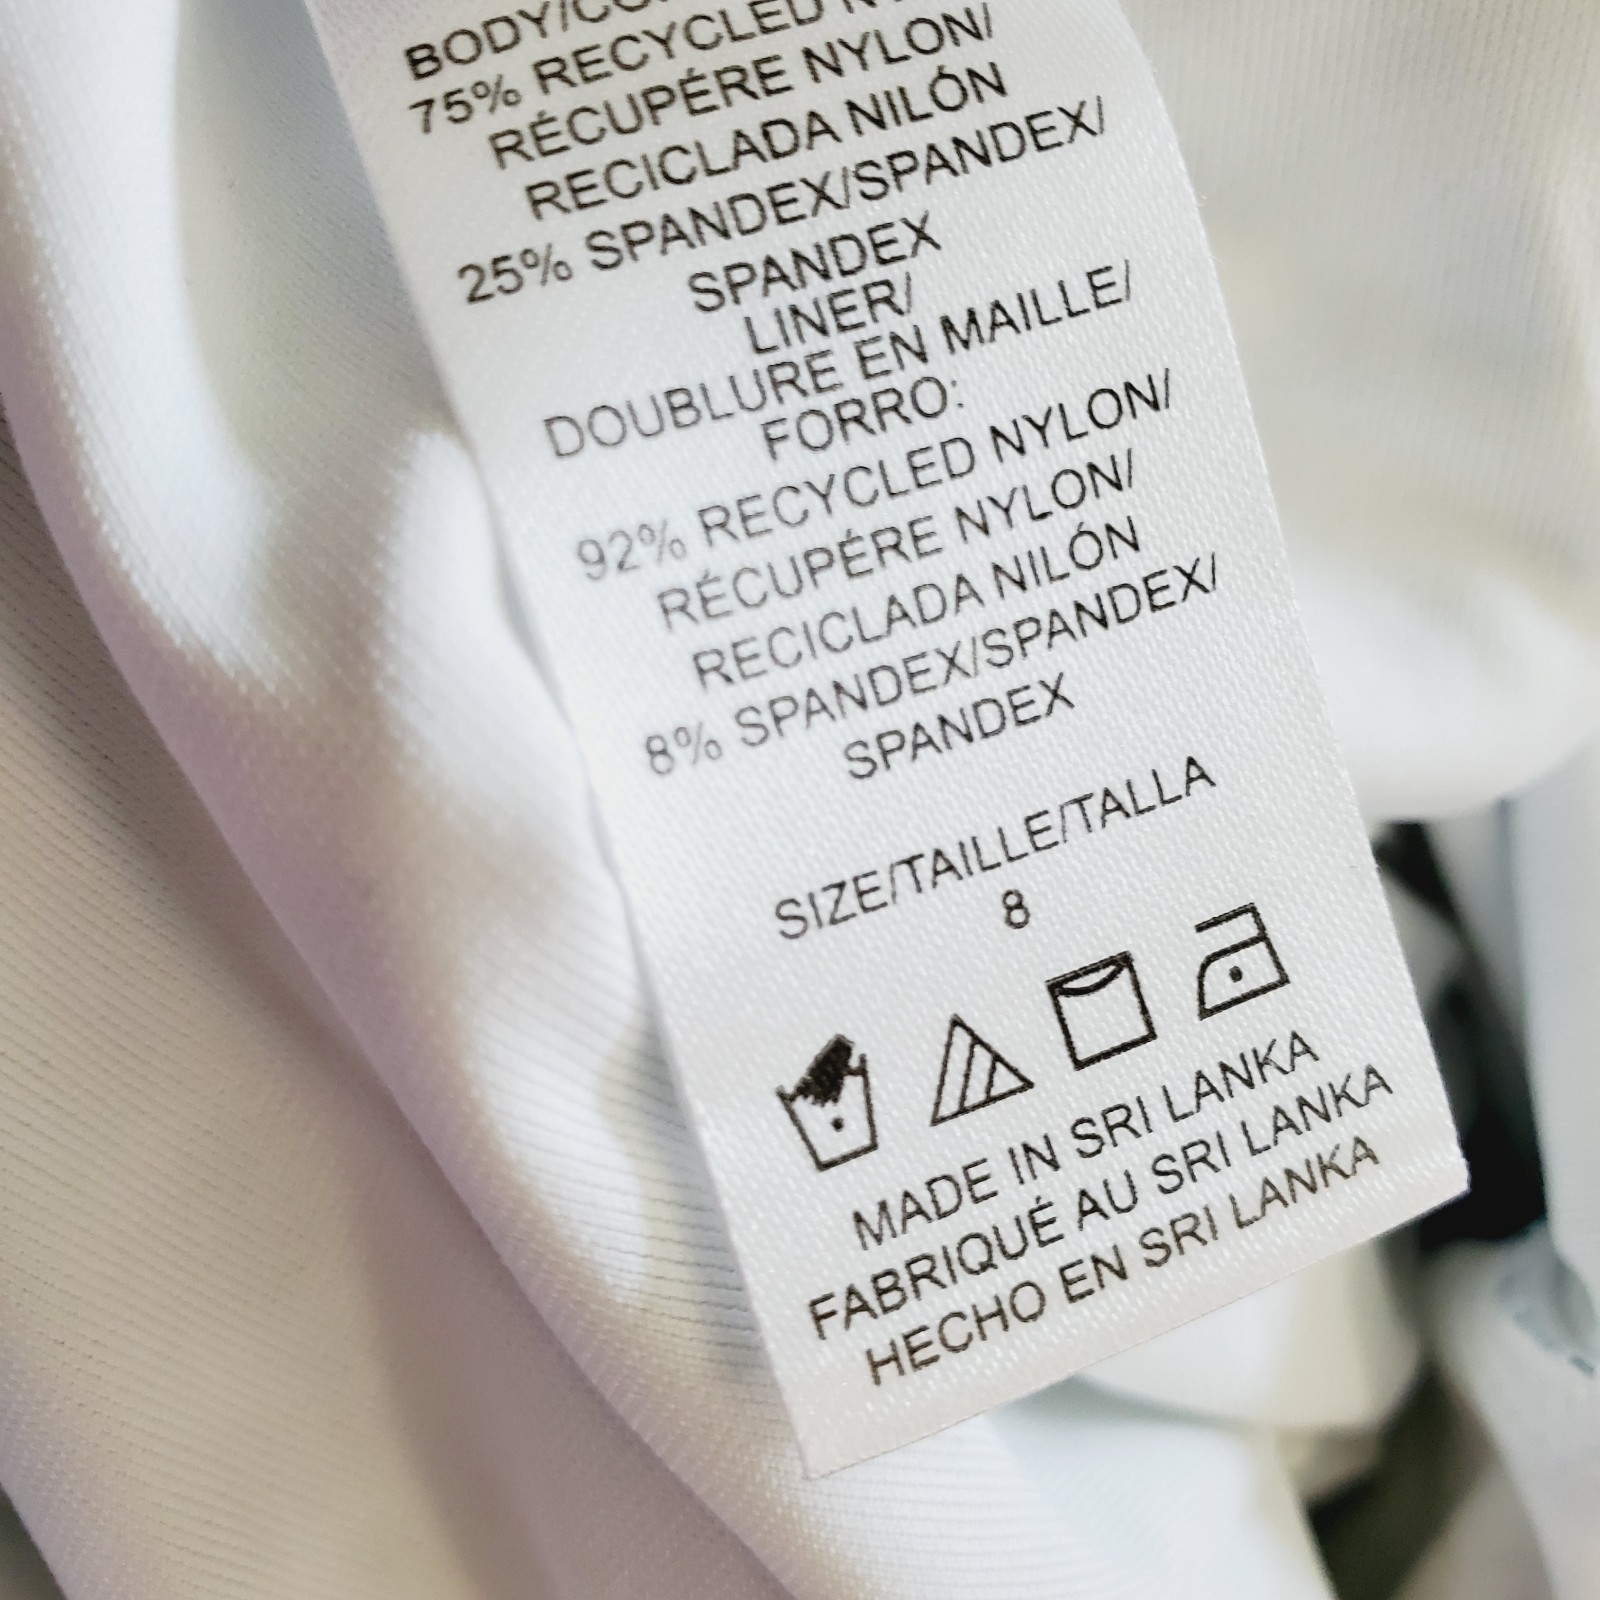 BODY/
75% RECYCLED
RÉCUPÉRE NYLON/
RECICLADA NILÓN
25% SPANDEX/SPANDEX/
SPANDEX
LINER/
DOUBLURE EN MAILLE/
FORRO:
92% RECYCLED NYLON/
RÉCUPÉRE NYLON/
RECICLADA NILÓN
8% SPANDEX/SPANDEX/
SPANDEX
SIZE/TAILLE/TALLA
8
MADE IN SRI LANKA
FABRIQUÉ AU SRI LANKA
HECHO EN SRI LANKA